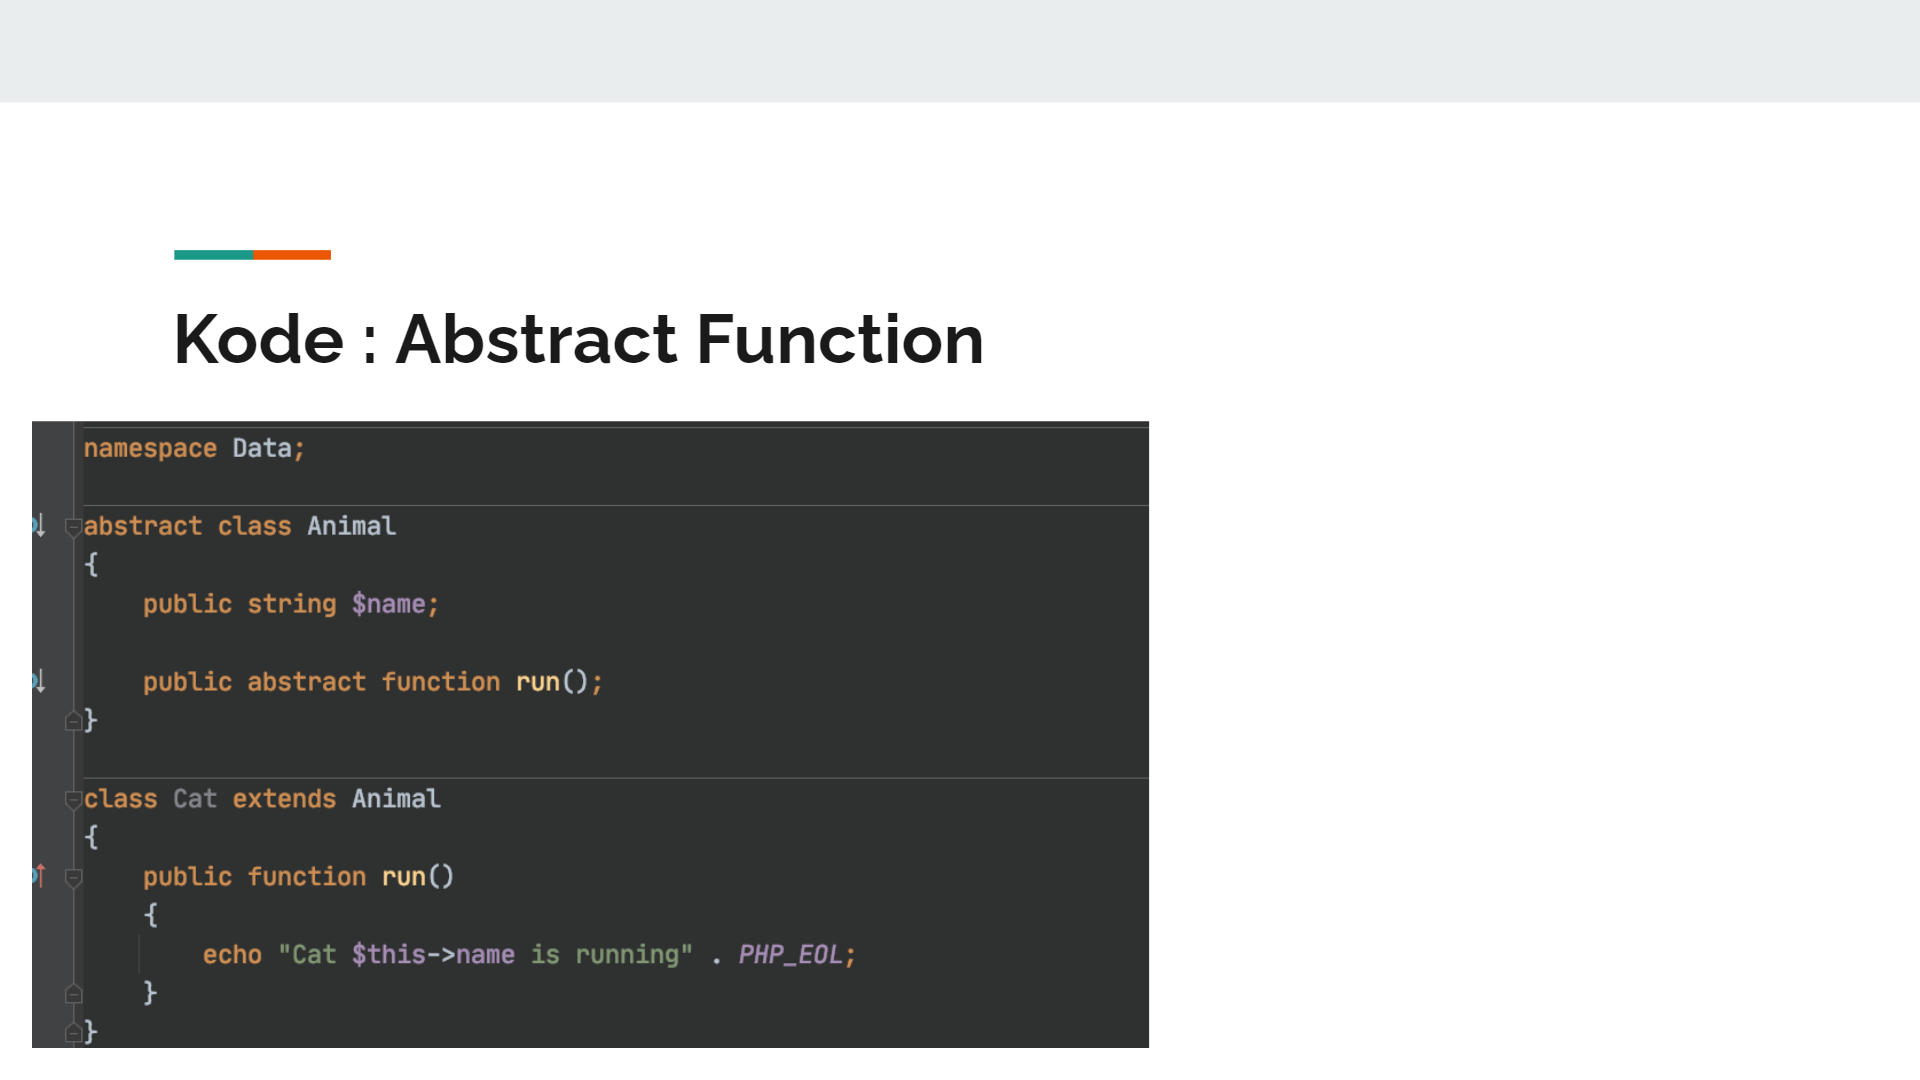 Kode : Abstract Function
namespace Data;
abstract class Animal
{
    public string $name;
    public abstract function run();
}
class Cat extends Animal
{
    public function run()
    {
        echo "Cat $this->name is running" . PHP_EOL;
    }
}